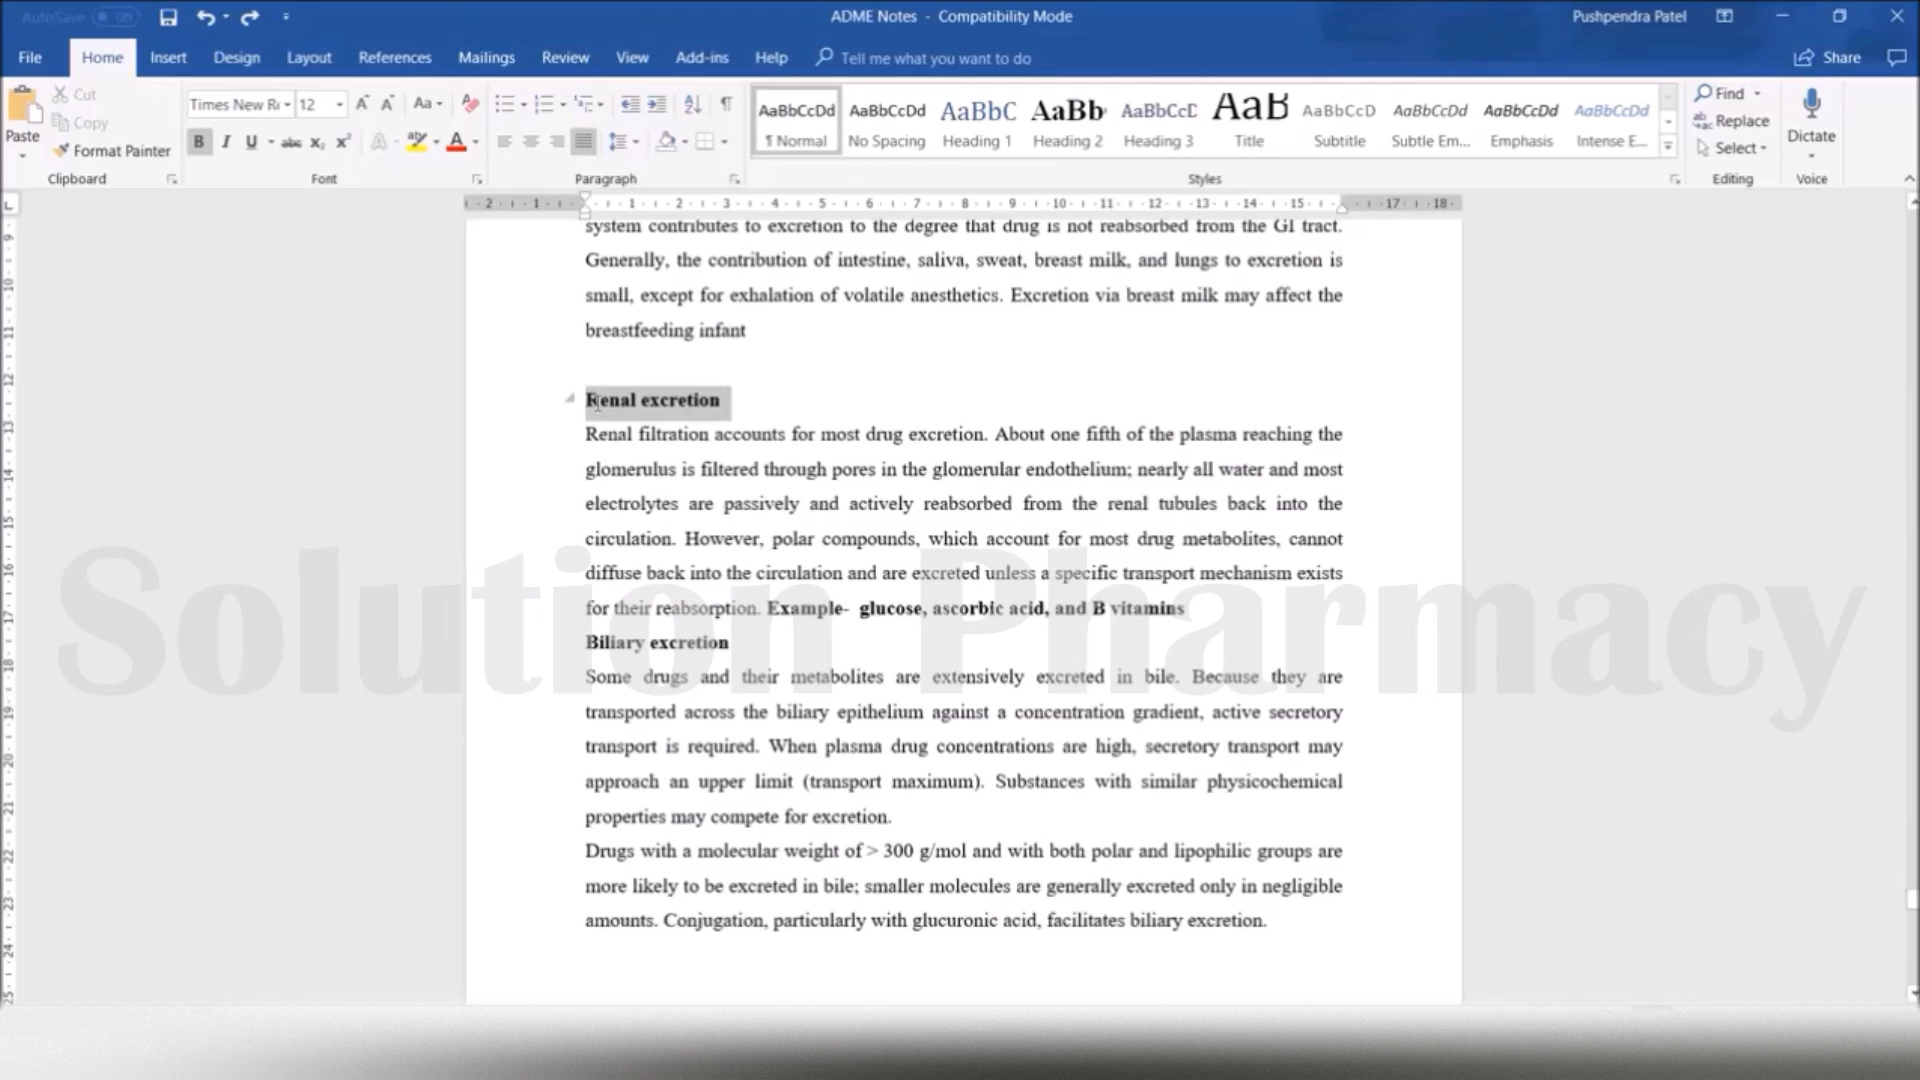 AutoSave Off
ADME Notes - Compatibility Mode
Pushpendra Patel
File Home Insert Design Layout References Mailings Review View Add-ins Help Tell me what you want to do Share
Paste
Cut
Copy
Format Painter
Clipboard
Times New Ro 12
Font
Paragraph
AaBbCcDd AaBbCcDd AaBbC AaBb AaBbCcD AaB AaBbCcD AaBbCcDd AaBbCcDd AaBbCcDd
¶ Normal No Spacing Heading 1 Heading 2 Heading 3 Title Subtitle Subtle Em... Emphasis Intense E...
Styles
Find
Replace
Select
Editing
Dictate
Voice
system contributes to excretion to the degree that drug is not reabsorbed from the GI tract.
Generally, the contribution of intestine, saliva, sweat, breast milk, and lungs to excretion is
small, except for exhalation of volatile anesthetics. Excretion via breast milk may affect the
breastfeeding infant
Renal excretion
Renal filtration accounts for most drug excretion. About one fifth of the plasma reaching the
glomerulus is filtered through pores in the glomerular endothelium; nearly all water and most
electrolytes are passively and actively reabsorbed from the renal tubules back into the
circulation. However, polar compounds, which account for most drug metabolites, cannot
diffuse back into the circulation and are excreted unless a specific transport mechanism exists
for their reabsorption. Example- glucose, ascorbic acid, and B vitamins
Biliary excretion
Some drugs and their metabolites are extensively excreted in bile. Because they are
transported across the biliary epithelium against a concentration gradient, active secretory
transport is required. When plasma drug concentrations are high, secretory transport may
approach an upper limit (transport maximum). Substances with similar physicochemical
properties may compete for excretion.
Drugs with a molecular weight of > 300 g/mol and with both polar and lipophilic groups are
more likely to be excreted in bile; smaller molecules are generally excreted only in negligible
amounts. Conjugation, particularly with glucuronic acid, facilitates biliary excretion.
Solution Pharmacy